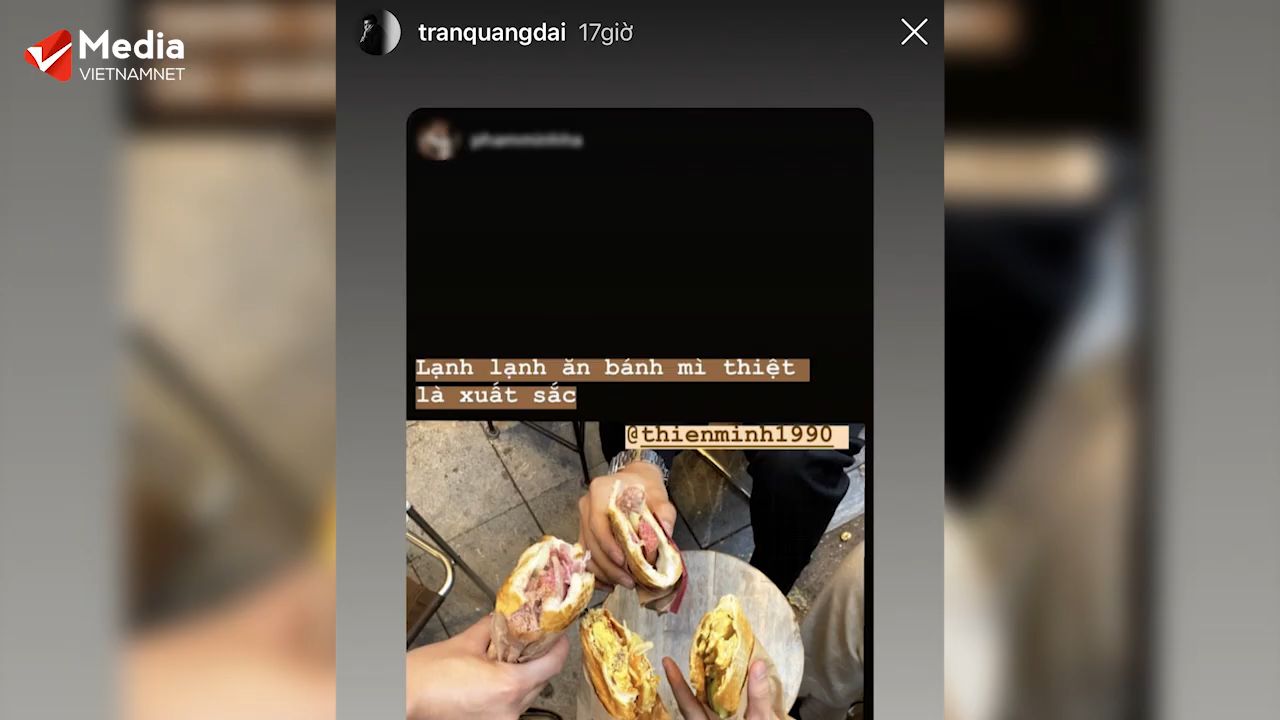 Media
VIETNAMNET
tranquangdai 17giờ
Lạnh lạnh ăn bánh mì thiệt
là xuất sắc
@thienminh1990